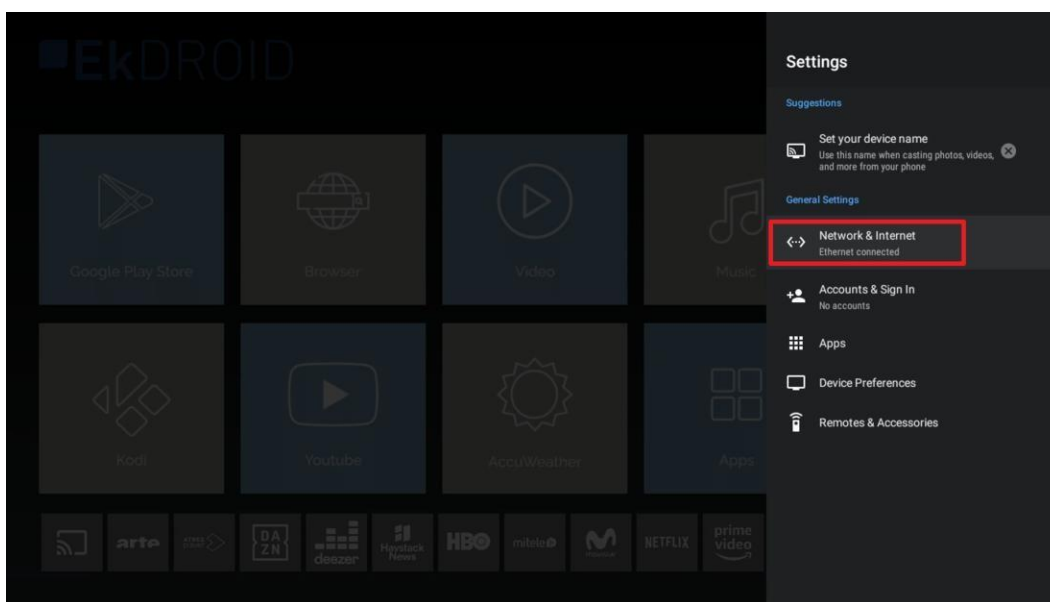 EkDROID
Settings
Suggestions
Set your device name
Use this name when casting photos, videos,
and more from your phone
General Settings
Network & Internet
Ethernet connected
Accounts & Sign In
No accounts
Apps
Device Preferences
Remotes & Accessories
Google Play Store
Browser
Video
Music
Kodi
Youtube
AccuWeather
Apps
arte
DA
ZN
deezer
Haystack
News
HBO
mitele
NETFLIX
prime
video